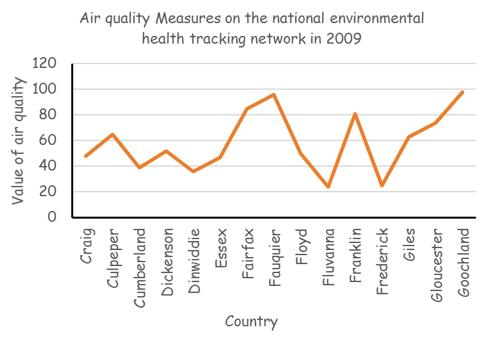 Air quality Measures on the national environmental
health tracking network in 2009
Value of air quality
120
100
80
60
40
20
0
Craig
Culpeper
Cumberland
Dickenson
Dinwiddie
Essex
Fairfax
Fauquier
Floyd
Fluvanna
Franklin
Frederick
Giles
Gloucester
Goochland
Country